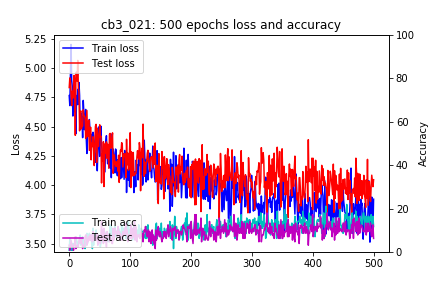 cb3_021: 500 epochs loss and accuracy
5.25
5.00
4.75
4.50
4.25
4.00
3.75
3.50
Loss
Train loss
Test loss
Train acc
Test acc
100
80
60
40
20
0
Accuracy
0 100 200 300 400 500